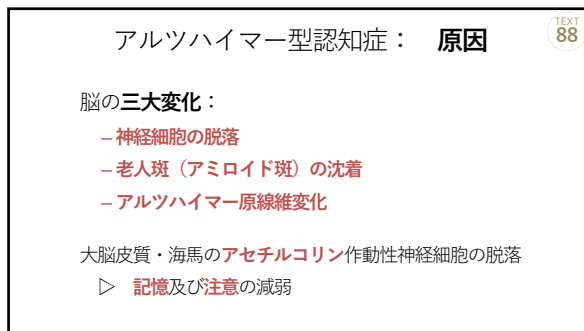 アルツハイマー型認知症： 原因
TEXT
88
脳の三大変化：
– 神経細胞の脱落
– 老人斑（アミロイド斑）の沈着
– アルツハイマー原線維変化
大脳皮質・海馬のアセチルコリン作動性神経細胞の脱落
▷ 記憶及び注意の減弱